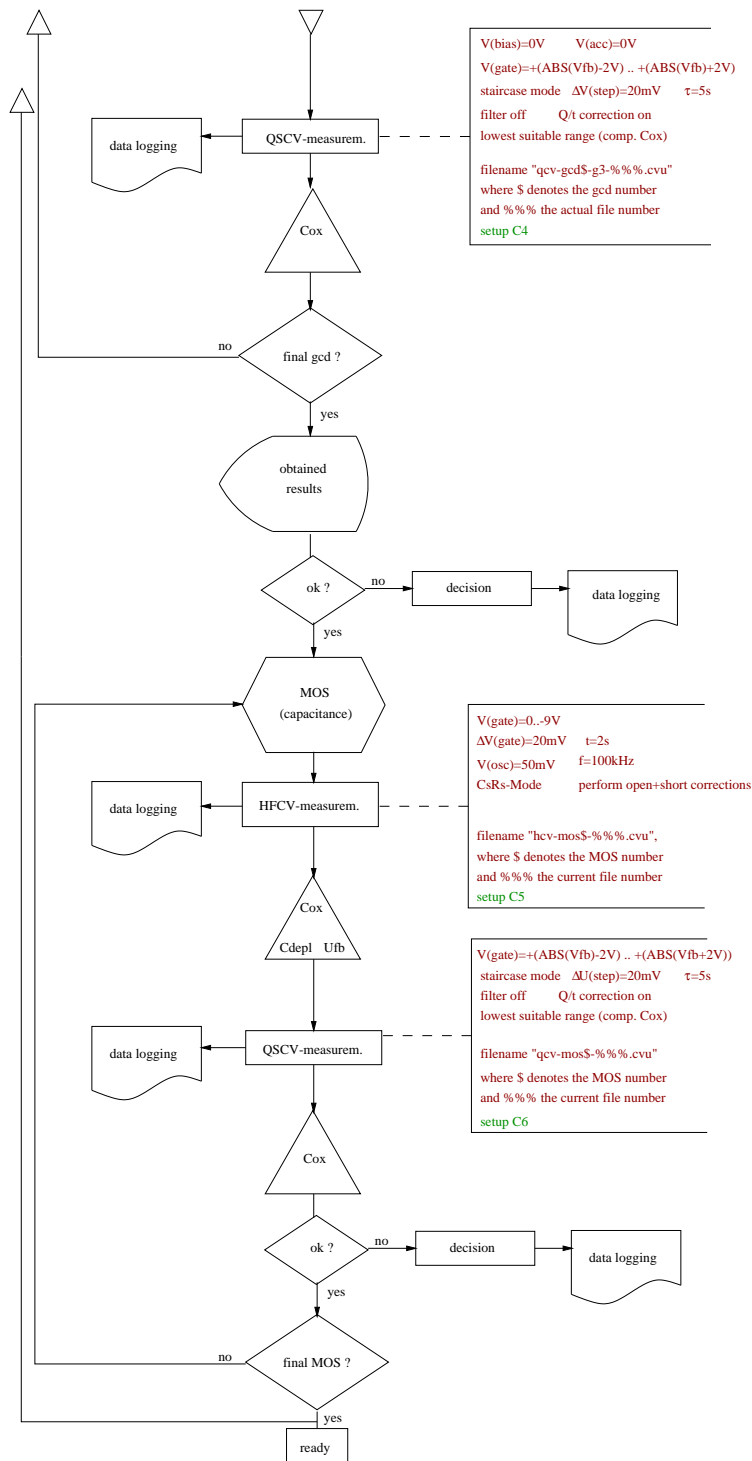 V(bias)=0V V(acc)=0V
V(gate)=+(ABS(Vfb)-2V) .. +(ABS(Vfb)+2V)
staircase mode ΔV(step)=20mV τ=5s
filter off Q/t correction on
lowest suitable range (comp. Cox)
filename "qcv-gcd$-g3-%%%.cvu"
where $ denotes the gcd number
and %%% the actual file number
setup C4
data logging
QSCV-measurem.
Cox
no
final gcd ?
yes
obtained
results
ok ?
no
decision
data logging
yes
MOS
(capacitance)
V(gate)=0..-9V
ΔV(gate)=20mV t=2s
V(osc)=50mV f=100kHz
CsRs-Mode perform open+short corrections
filename "hcv-mos$-%%%.cvu",
where $ denotes the MOS number
and %%% the current file number
setup C5
data logging
HFCV-measurem.
Cox
Cdepl Ufb
V(gate)=+(ABS(Vfb)-2V) .. +(ABS(Vfb+2V))
staircase mode ΔU(step)=20mV τ=5s
filter off Q/t correction on
lowest suitable range (comp. Cox)
filename "qcv-mos$-%%%.cvu"
where $ denotes the MOS number
and %%% the current file number
setup C6
data logging
QSCV-measurem.
Cox
ok ?
no
decision
data logging
yes
no
final MOS ?
yes
ready